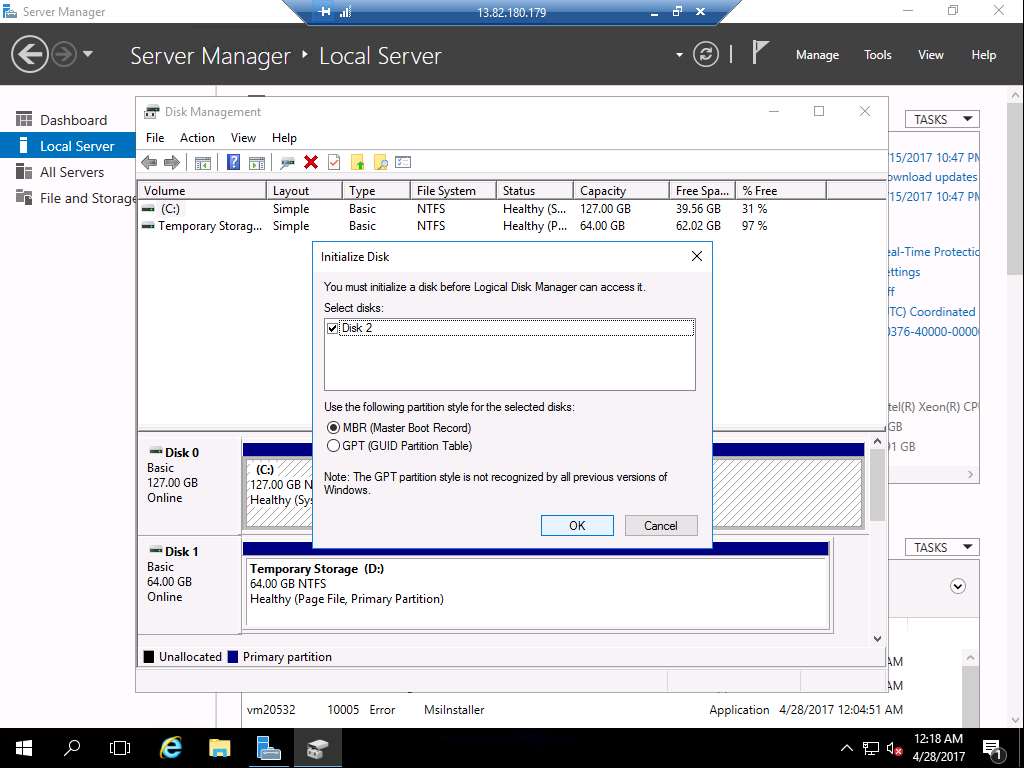 Server Manager
13.82.180.179
Server Manager
Local Server
Manage
Tools
View
Help
Dashboard
Local Server
All Servers
File and Storage
TASKS
/15/2017 10:47 PM
ownload updates
/15/2017 10:47 PM
eal-Time Protectio
ettings
ff
TC) Coordinated
0376-40000-0000
tel(R) Xeon(R) CP
GB
91 GB
TASKS
Disk Management
File Action View Help
Volume Layout Type File System Status Capacity Free Spa... % Free
(C:) Simple Basic NTFS Healthy (S... 127.00 GB 39.56 GB 31 %
Temporary Storag... Simple Basic NTFS Healthy (P... 64.00 GB 62.02 GB 97 %
Initialize Disk
You must initialize a disk before Logical Disk Manager can access it.
Select disks:
Disk 2
Use the following partition style for the selected disks:
MBR (Master Boot Record)
GPT (GUID Partition Table)
Note: The GPT partition style is not recognized by all previous versions of
Windows.
OK
Cancel
Disk 0
Basic
127.00 GB
Online
(C:)
127.00 GB N
Healthy (Sys
Disk 1
Basic
64.00 GB
Online
Temporary Storage (D:)
64.00 GB NTFS
Healthy (Page File, Primary Partition)
Unallocated
Primary partition
AM
AM
vm20532 10005 Error MsiInstaller Application 4/28/2017 12:04:51 AM
12:18 AM
4/28/2017
1